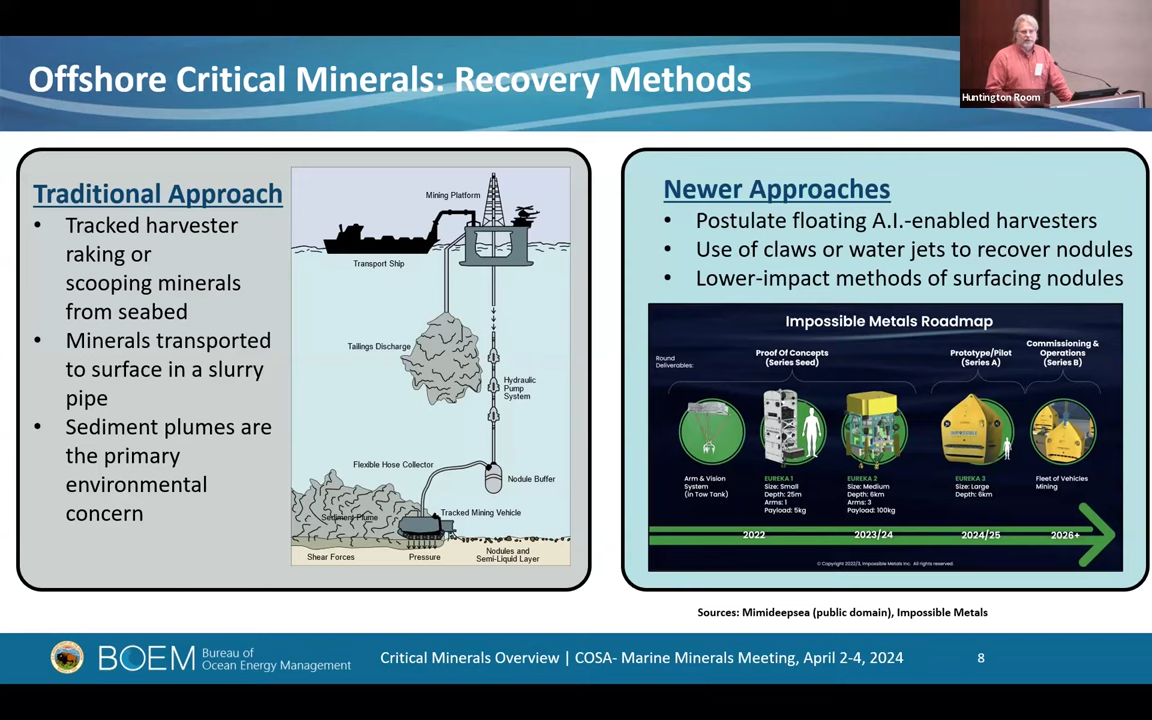 Offshore Critical Minerals: Recovery Methods
Huntington Room
Traditional Approach
• Tracked harvester
raking or
scooping minerals
from seabed
• Minerals transported
to surface in a slurry
pipe
• Sediment plumes are
the primary
environmental
concern
Mining Platform
Transport Ship
Tailings Discharge
Hydraulic
Pump
System
Flexible Hose Collector
Nodule Buffer
Tracked Mining Vehicle
Sediment Plume
Shear Forces
Pressure
Nodules and
Semi-Liquid Layer
Newer Approaches
• Postulate floating A.I.-enabled harvesters
• Use of claws or water jets to recover nodules
• Lower-impact methods of surfacing nodules
Impossible Metals Roadmap
Round
Deliverables:
Proof Of Concepts
(Series Seed)
Prototype/Pilot
(Series A)
Commissioning &
Operations
(Series B)
Arm & Vision
System
(in Tow Tank)
EUREKA 1
Size: Small
Depth: 25m
Arms: 1
Payload: 5kg
EUREKA 2
Size: Medium
Depth: 6km
Arms: 3
Payload: 100kg
EUREKA 3
Size: Large
Depth: 6km
Fleet of Vehicles
Mining
2022
2023/24
2024/25
2026+
© Copyright 2022/3, Impossible Metals Inc. All rights reserved.
Sources: Mimideepsea (public domain), Impossible Metals
BOEM
Bureau of
Ocean Energy Management
Critical Minerals Overview | COSA- Marine Minerals Meeting, April 2-4, 2024
8